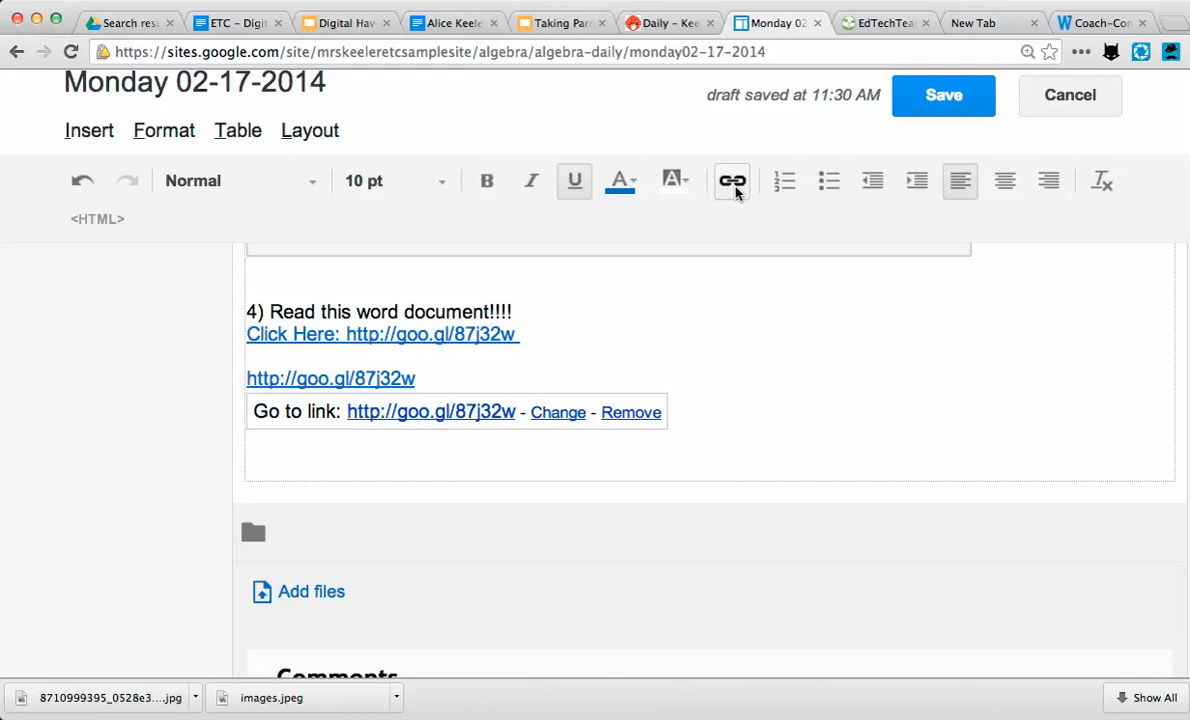 Search resu
ETC – Digit
Digital Hav
Alice Keele
Taking Par
Daily – Kee
Monday 02
EdTechTea
New Tab
Coach-Con
https://sites.google.com/site/mrskeeleretcsamplesite/algebra/algebra-daily/monday02-17-2014
Monday 02-17-2014
draft saved at 11:30 AM
Save
Cancel
Insert Format Table Layout
Normal
10 pt
B I U A A
<HTML>
4) Read this word document!!!!
Click Here: http://goo.gl/87j32w
http://goo.gl/87j32w
Go to link: http://goo.gl/87j32w - Change - Remove
Add files
Comments
8710999395_0528e3....jpg
images.jpeg
Show All